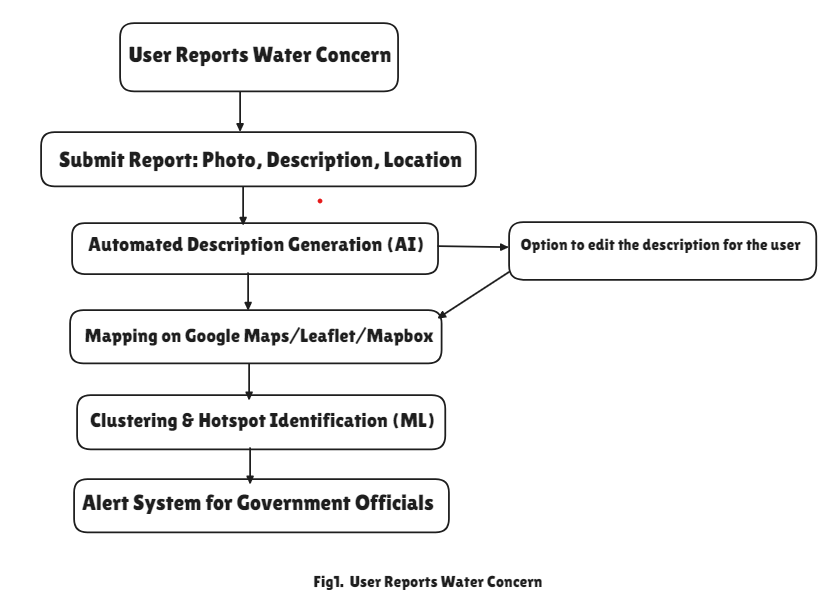 User Reports Water Concern
Submit Report: Photo, Description, Location
Automated Description Generation (AI)
Option to edit the description for the user
Mapping on Google Maps/Leaflet/Mapbox
Clustering & Hotspot Identification (ML)
Alert System for Government Officials
Fig1. User Reports Water Concern